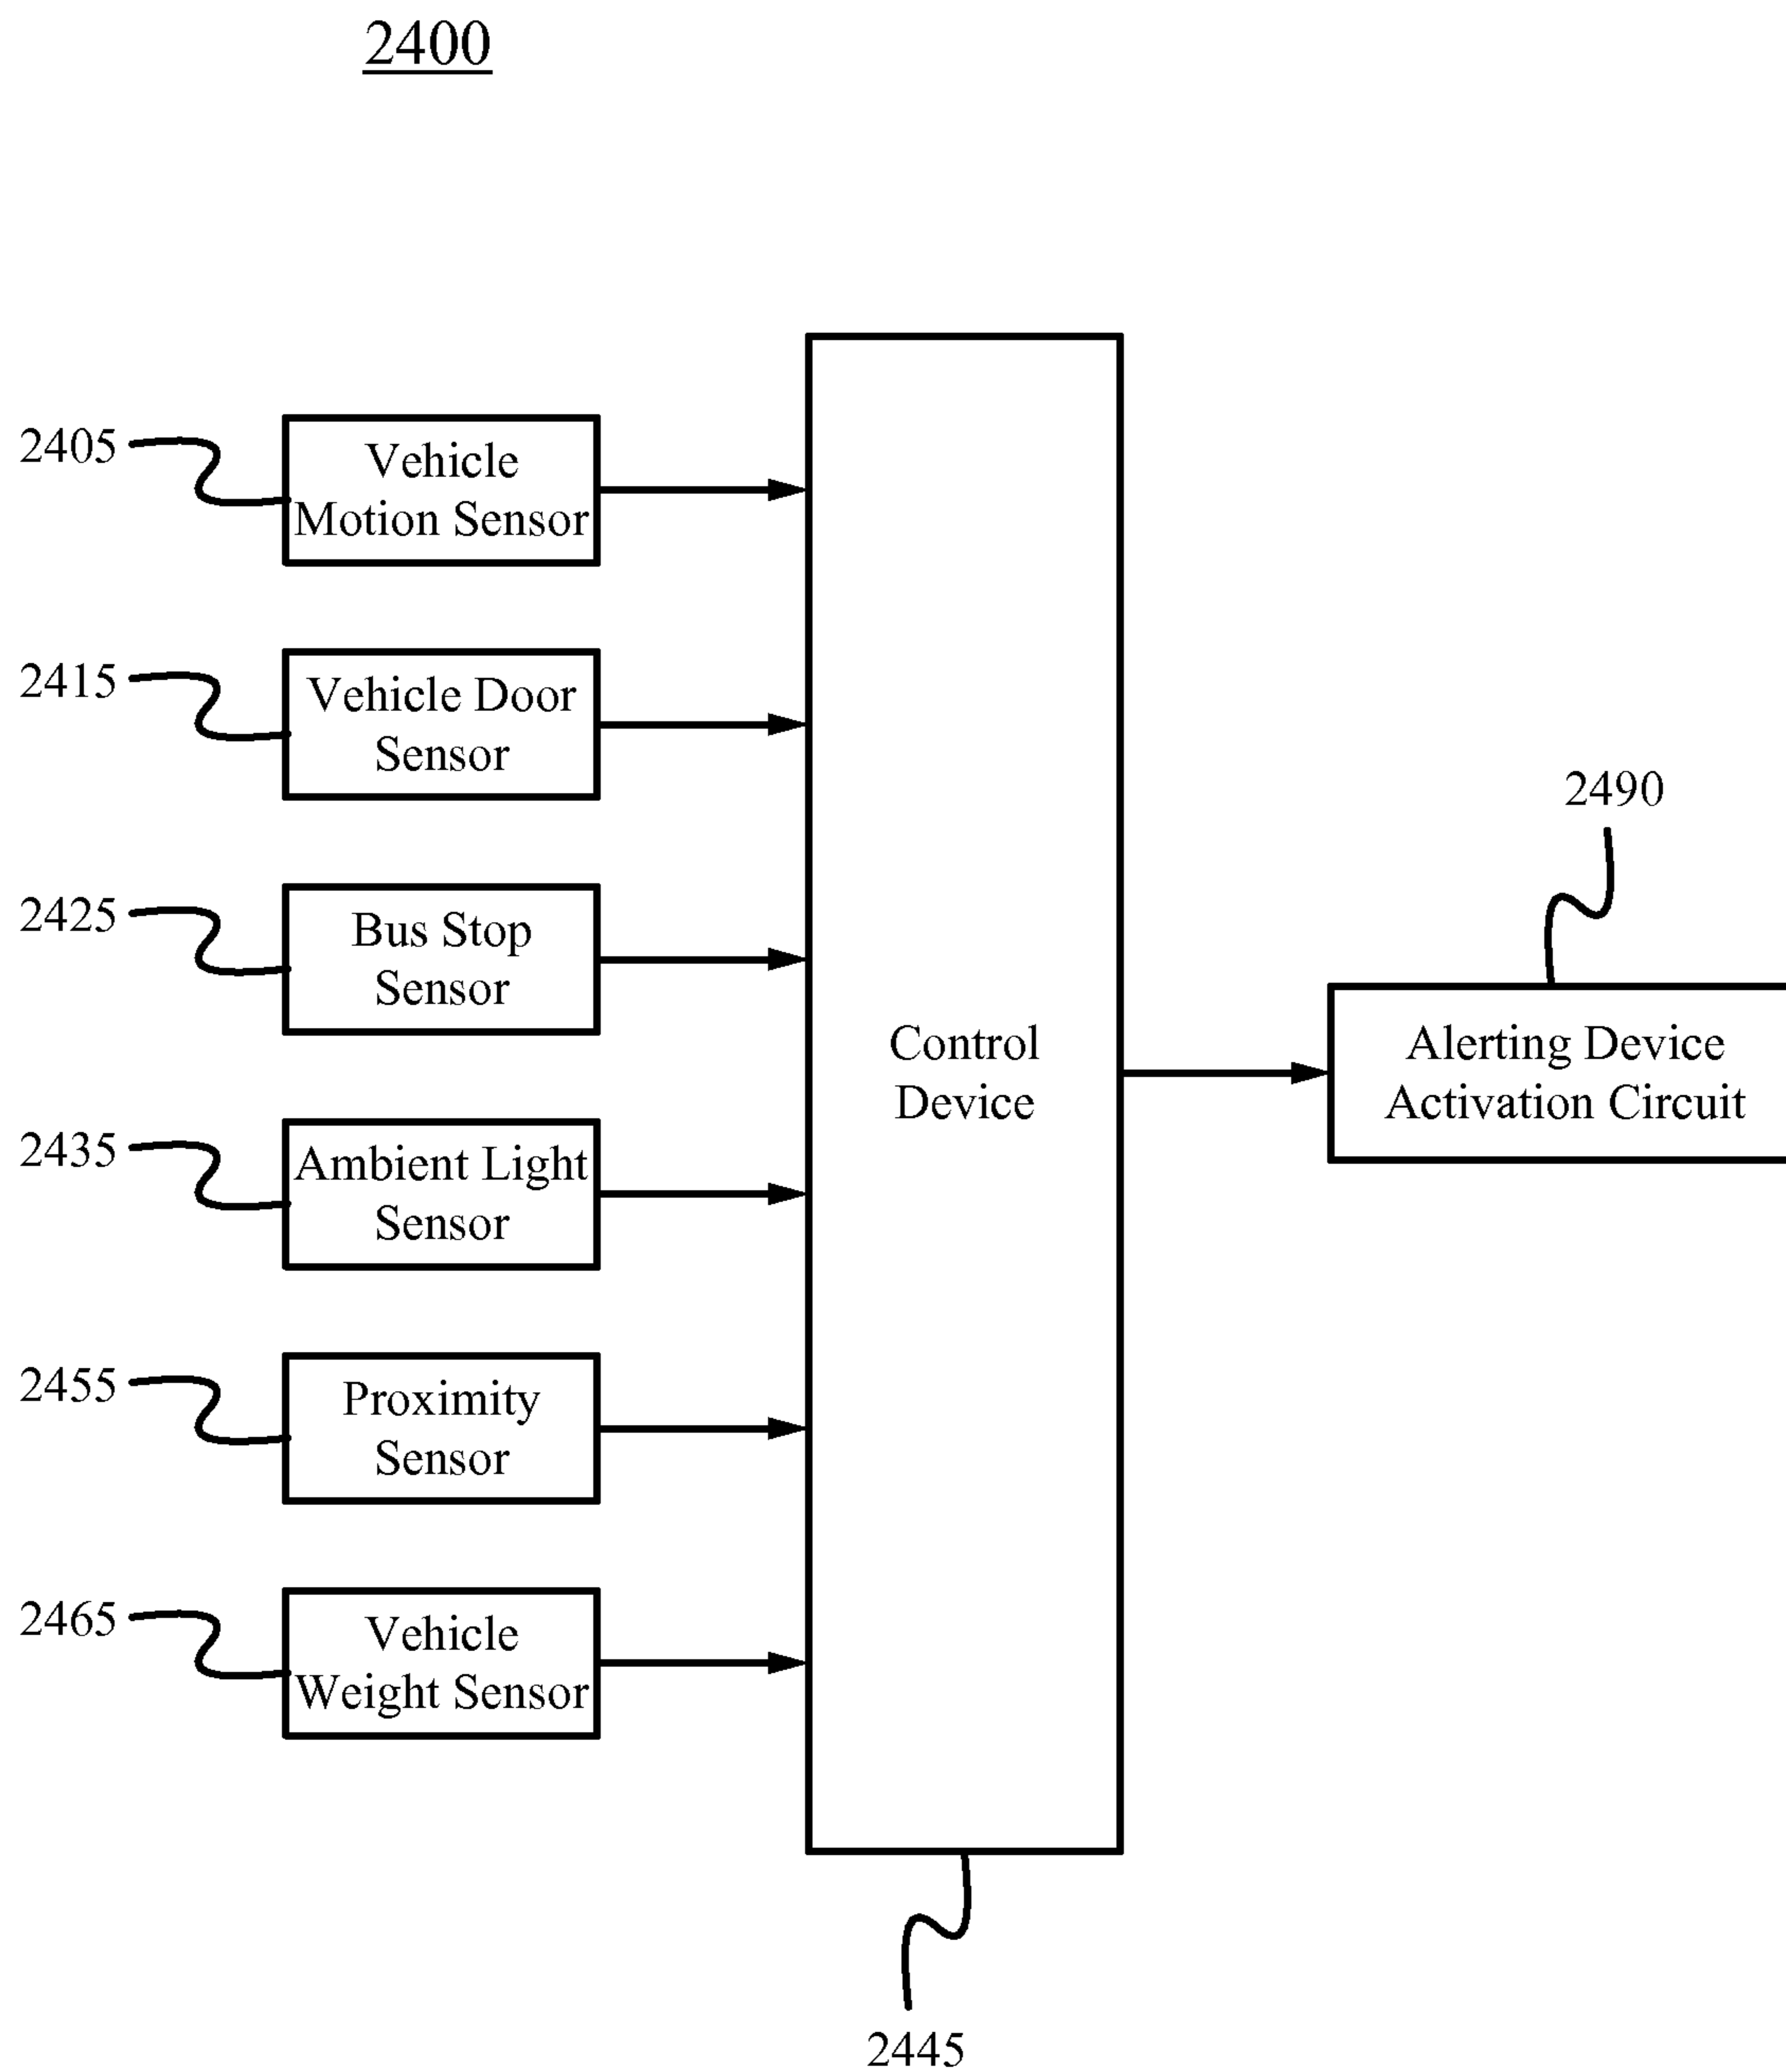 2400
2405
Vehicle
Motion Sensor
2415
Vehicle Door
Sensor
2425
Bus Stop
Sensor
2435
Ambient Light
Sensor
2455
Proximity
Sensor
2465
Vehicle
Weight Sensor
Control
Device
2445
2490
Alerting Device
Activation Circuit